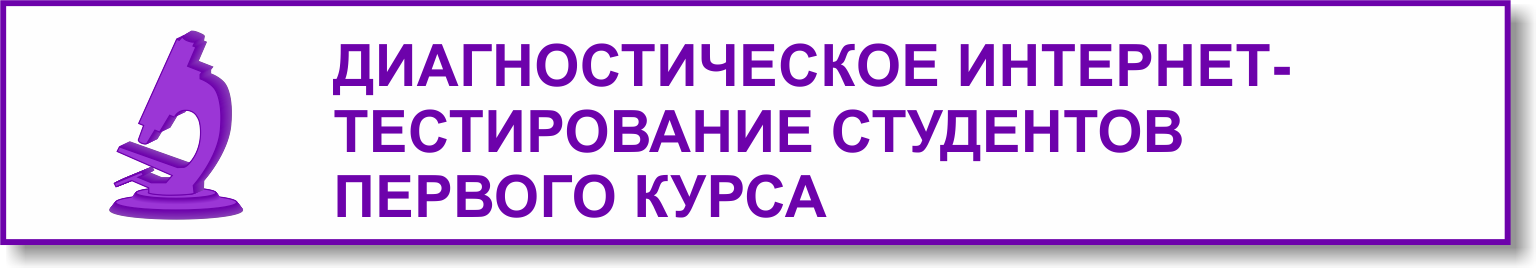 ДИАГНОСТИЧЕСКОЕ ИНТЕРНЕТ-
ТЕСТИРОВАНИЕ СТУДЕНТОВ
ПЕРВОГО КУРСА